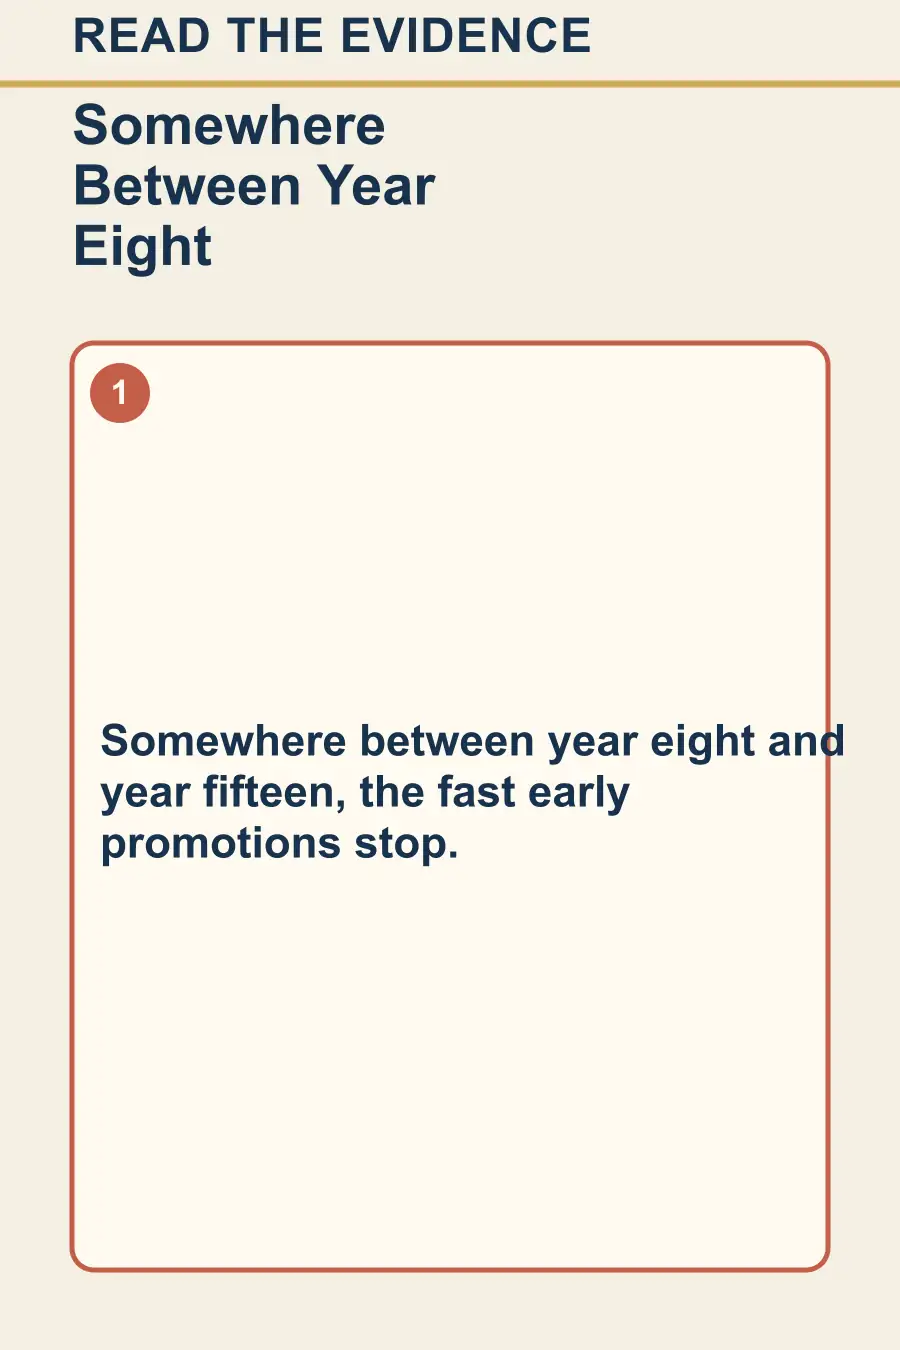 READ THE EVIDENCE
Somewhere
Between Year
Eight
1
Somewhere between year eight and
year fifteen, the fast early
promotions stop.